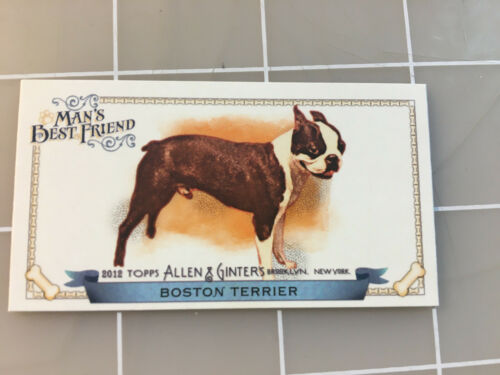 MAN'S
BEST FRIEND
2012 TOPPS ALLEN & GINTER'S BROOKLYN, NEW YORK.
BOSTON TERRIER